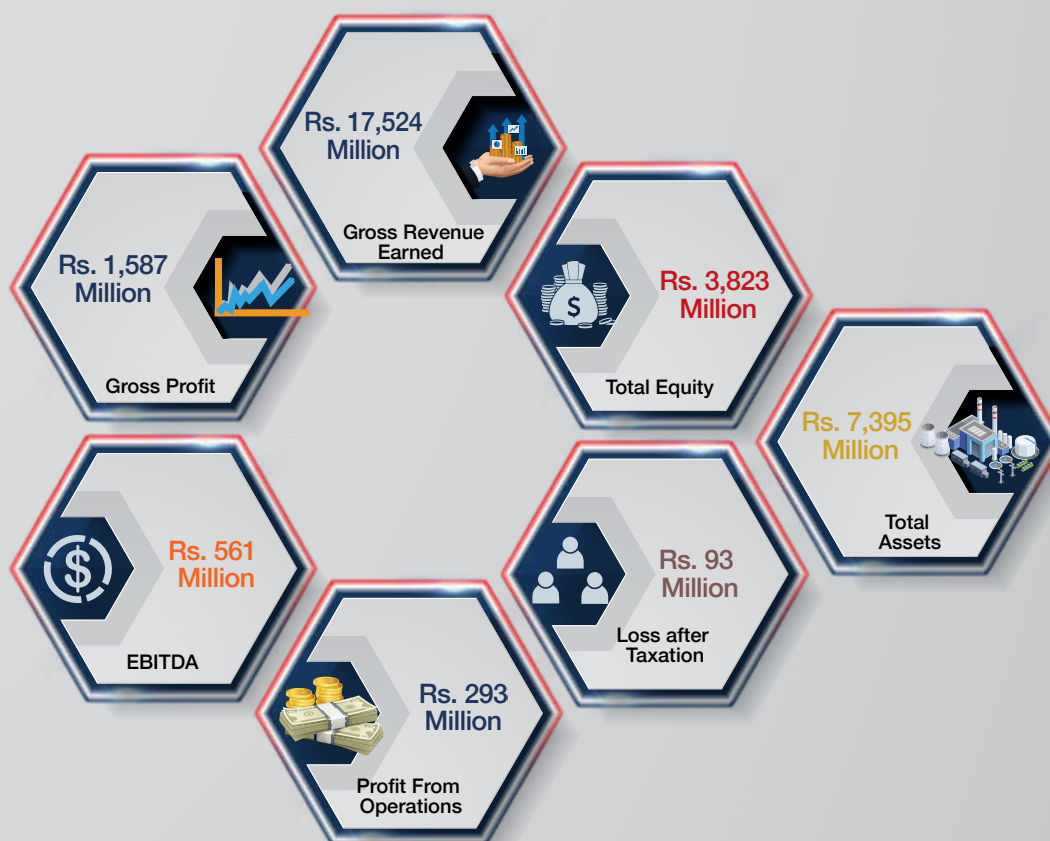 Rs. 17,524
Million
Gross Revenue
Earned
Rs. 1,587
Million
Gross Profit
Rs. 3,823
Million
Total Equity
Rs. 7,395
Million
Total
Assets
Rs. 561
Million
EBITDA
Rs. 93
Million
Loss after
Taxation
Rs. 293
Million
Profit From
Operations